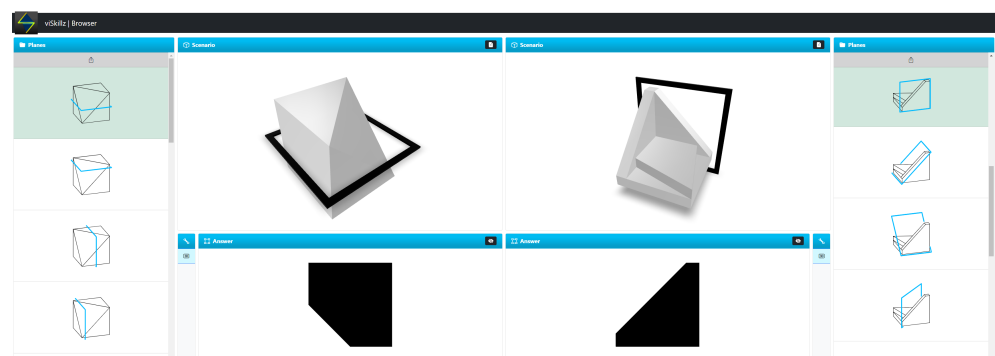 viSkillz | Browser
Planes
Scenario
Scenario
Planes
Answer
Answer